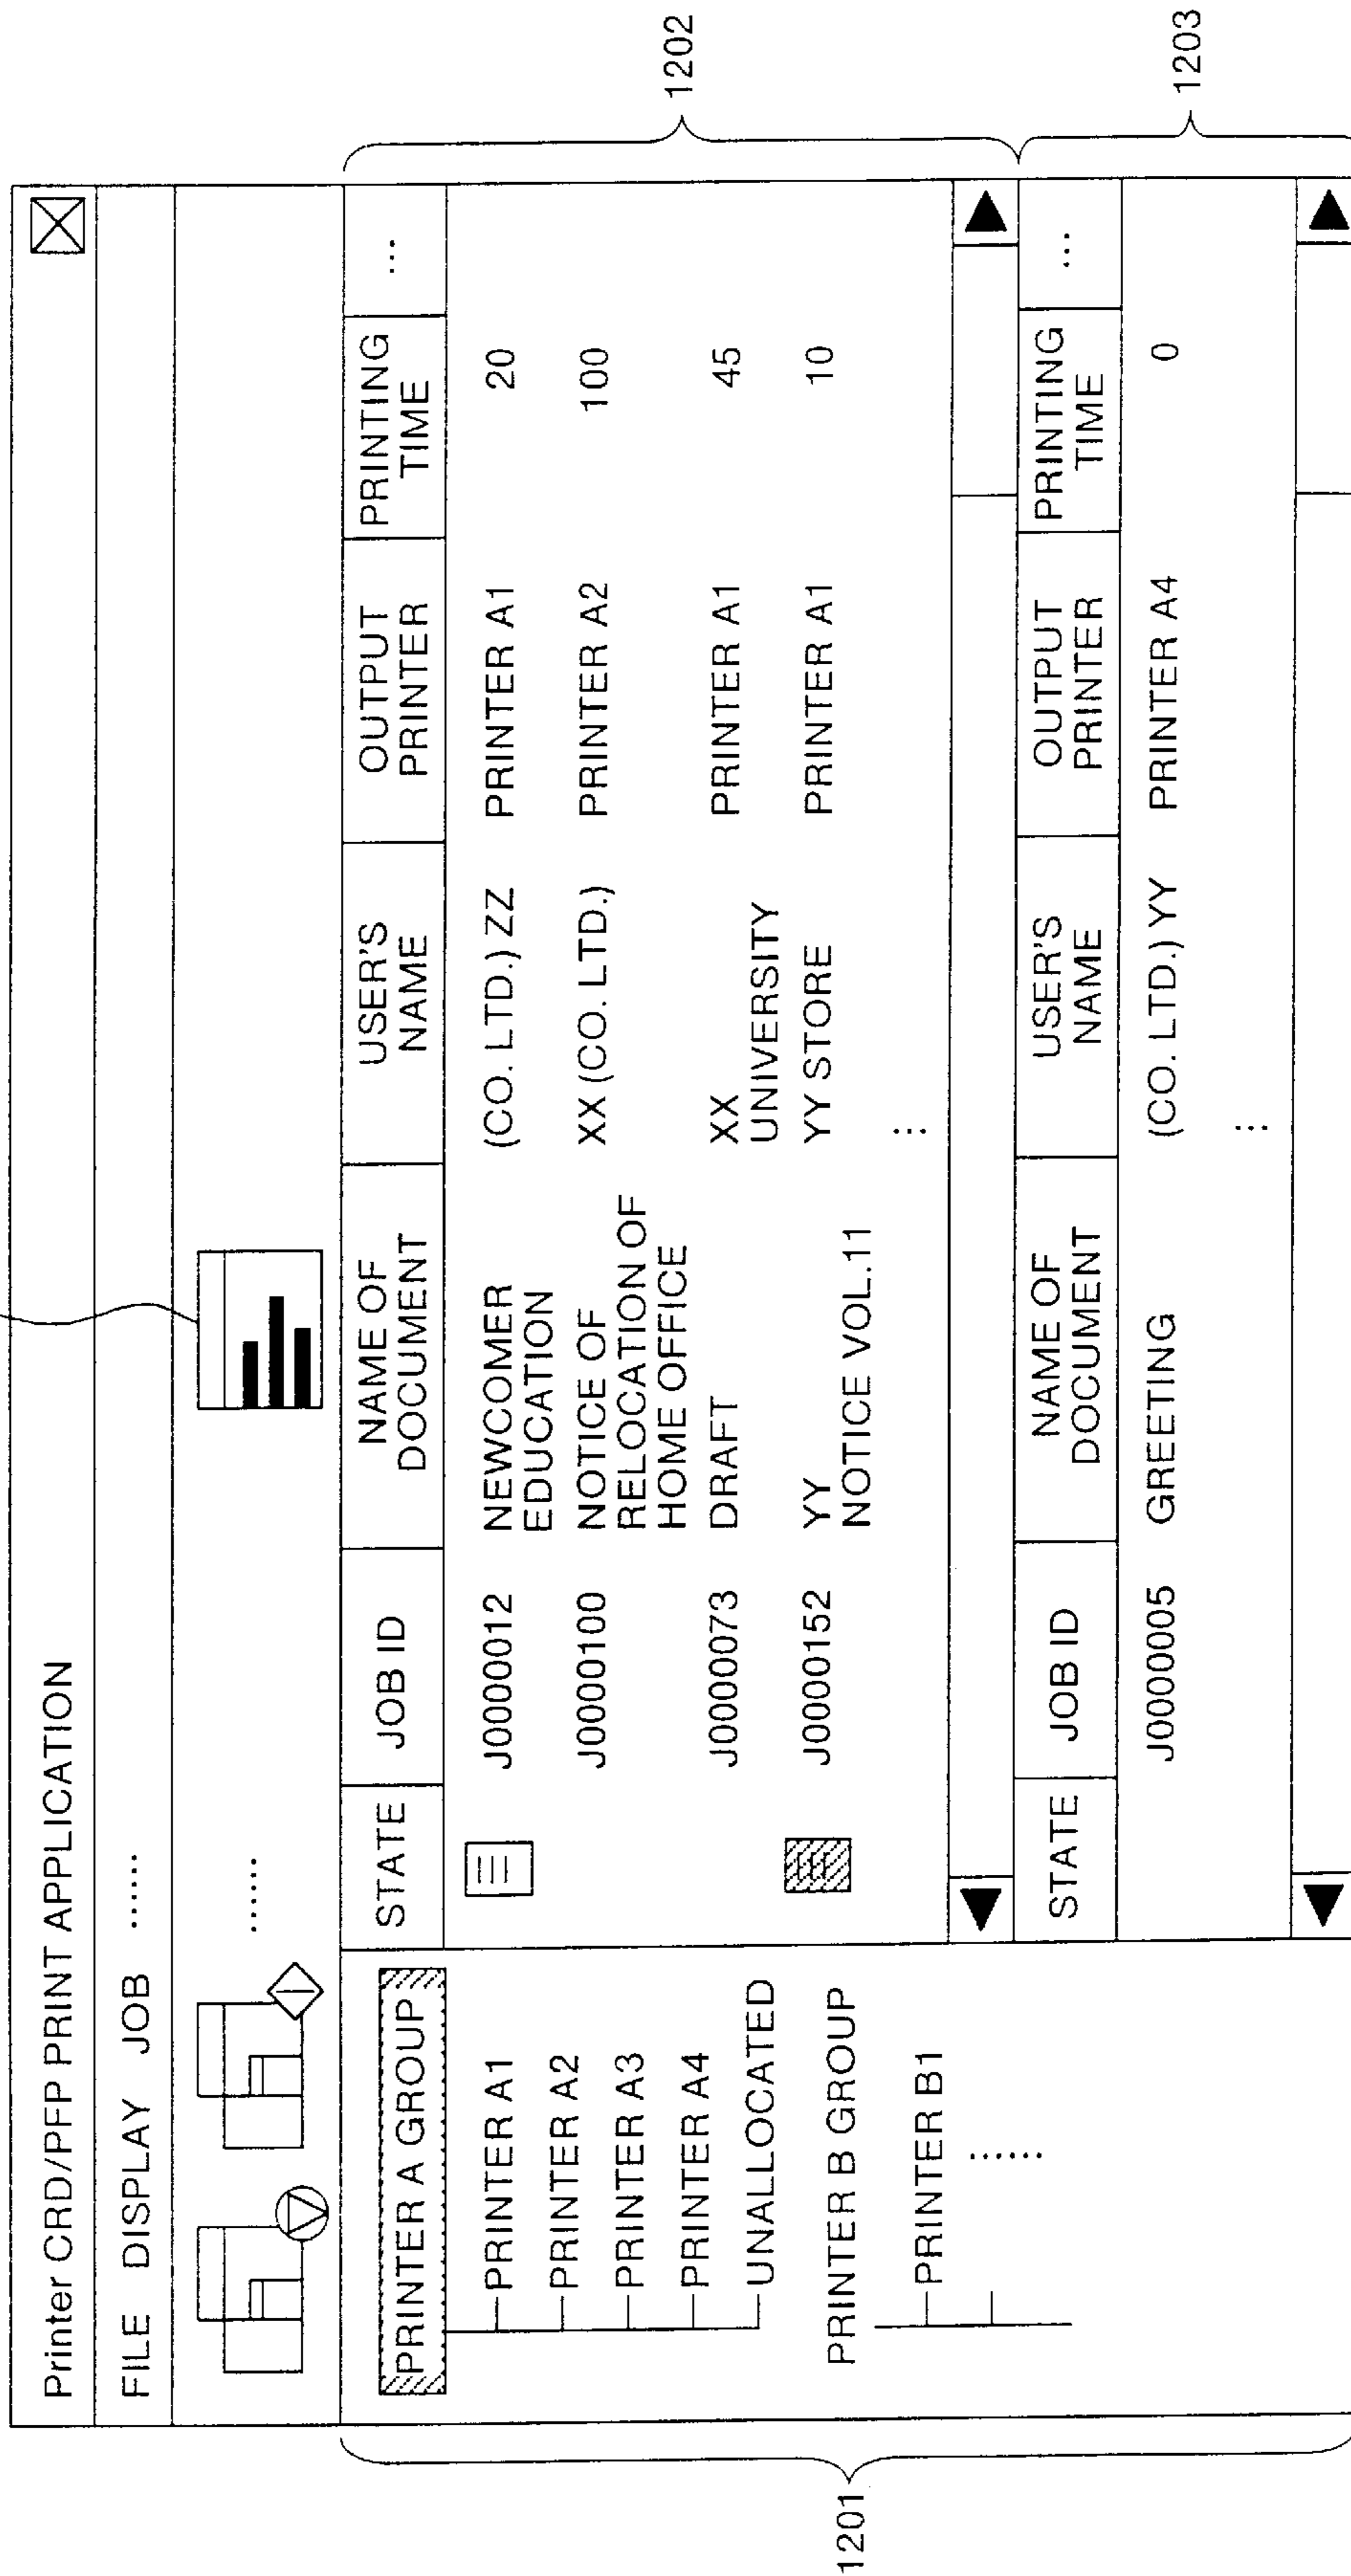 Printer CRD/PFP PRINT APPLICATION
FILE DISPLAY JOB ......
......
1201
PRINTER A GROUP
PRINTER A1
PRINTER A2
PRINTER A3
PRINTER A4
UNALLOCATED
PRINTER B GROUP
PRINTER B1
......
1202
STATE JOB ID NAME OF DOCUMENT USER'S NAME OUTPUT PRINTER PRINTING TIME ...
J0000012 NEWCOMER EDUCATION (CO. LTD.) ZZ PRINTER A1 20
J0000100 NOTICE OF RELOCATION OF HOME OFFICE XX (CO. LTD.) PRINTER A2 100
J0000073 DRAFT XX UNIVERSITY PRINTER A1 45
J0000152 YY NOTICE VOL.11 YY STORE PRINTER A1 10
...
1203
STATE JOB ID NAME OF DOCUMENT USER'S NAME OUTPUT PRINTER PRINTING TIME ...
J0000005 GREETING (CO. LTD.) YY PRINTER A4 0
...